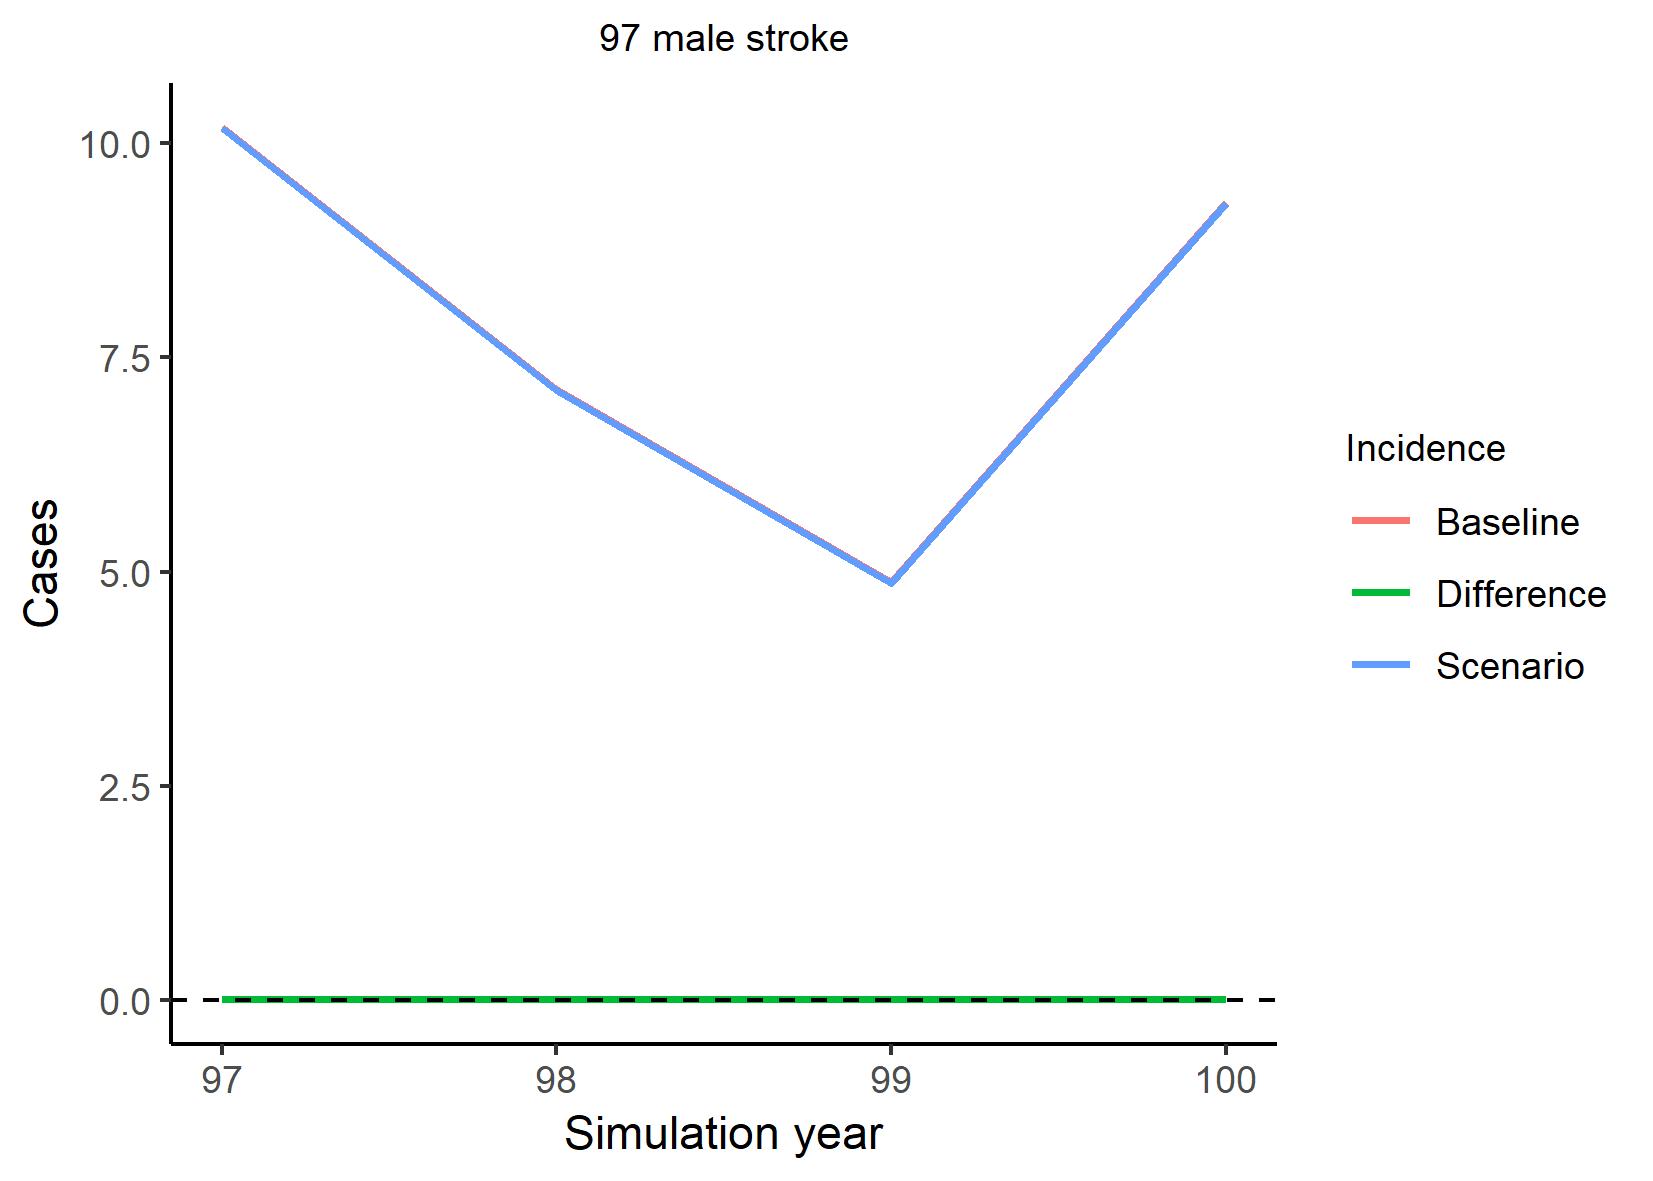 97 male stroke
Cases
10.0
7.5
5.0
2.5
0.0
97 98 99 100
Simulation year
Incidence
Baseline
Difference
Scenario